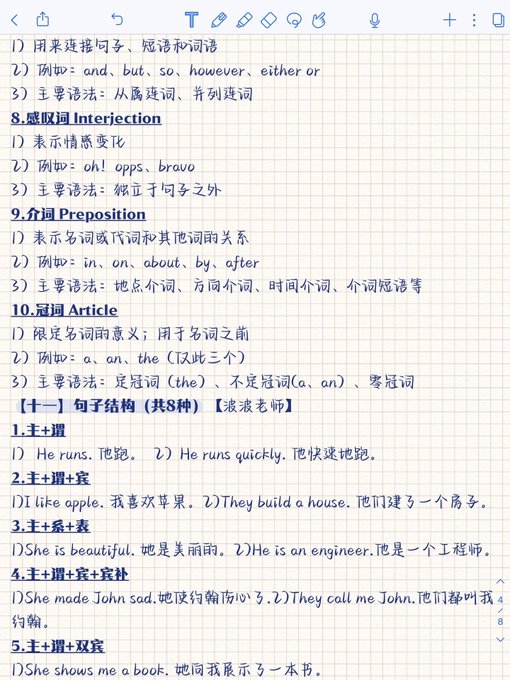 1）用来连接句子、短语和词语
2）例如：and、but、so、however、either or
3）主要语法：从属连词、并列连词
8.感叹词 Interjection
1）表示情感变化
2）例如：oh！opps、bravo
3）主要语法：独立于句子之外
9.介词 Preposition
1）表示名词或代词和其他词的关系
2）例如：in、on、about、by、after
3）主要语法：地点介词、方向介词、时间介词、介词短语等
10.冠词 Article
1）限定名词的意义；用于名词之前
2）例如：a、an、the（仅此三个）
3）主要语法：定冠词（the）、不定冠词(a、an）、零冠词
【十一】句子结构（共8种）【波波老师】
1.主+谓
1） He runs. 他跑。 2）He runs quickly. 他快速地跑。
2.主+谓+宾
1)I like apple. 我喜欢苹果。2)They build a house. 他们建了一个房子。
3.主+系+表
1)She is beautiful. 她是美丽的。2)He is an engineer.他是一个工程师。
4.主+谓+宾+宾补
1)She made John sad.她使约翰伤心了.2)They call me John.他们都叫我
约翰。
5.主+谓+双宾
1)She shows me a book. 她向我展示了一本书。
4
/
8